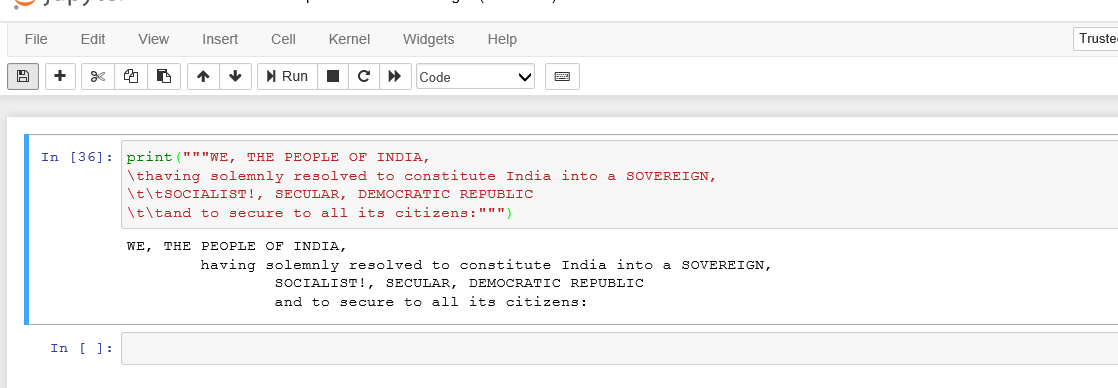 File Edit View Insert Cell Kernel Widgets Help
Run Code
In [36]: print("""WE, THE PEOPLE OF INDIA,
\thaving solemnly resolved to constitute India into a SOVEREIGN,
\t\tSOCIALIST!, SECULAR, DEMOCRATIC REPUBLIC
\t\tand to secure to all its citizens:""")
WE, THE PEOPLE OF INDIA,
having solemnly resolved to constitute India into a SOVEREIGN,
SOCIALIST!, SECULAR, DEMOCRATIC REPUBLIC
and to secure to all its citizens:
In [ ]: